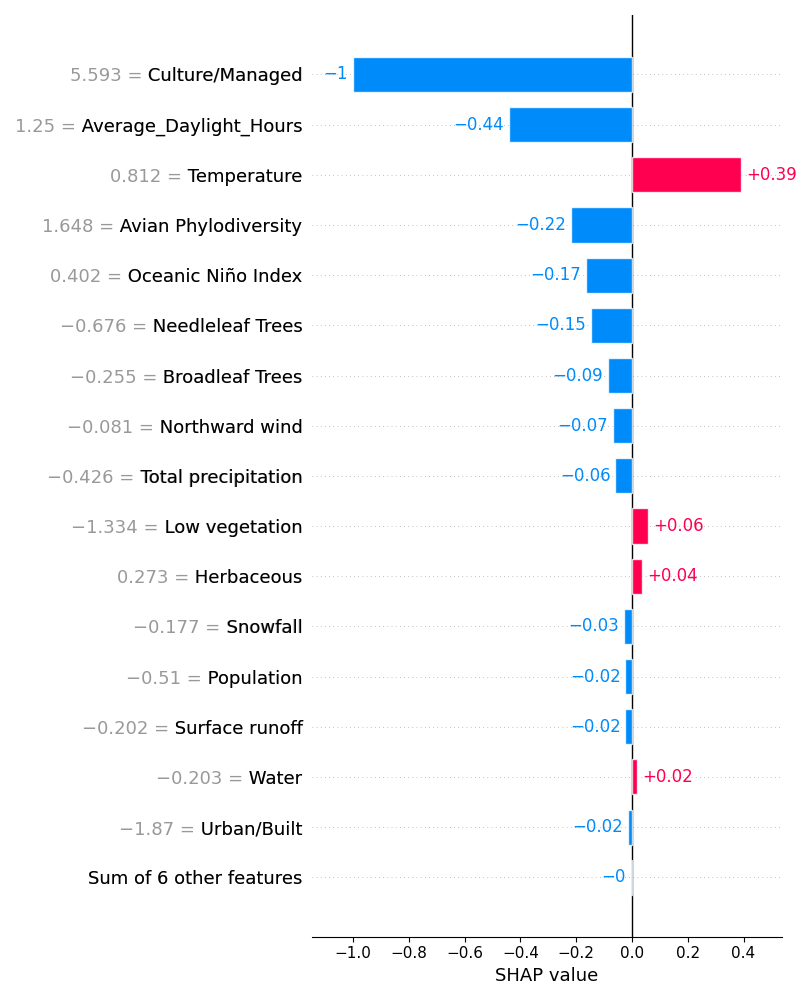 5.593 = Culture/Managed −1
1.25 = Average_Daylight_Hours −0.44
0.812 = Temperature +0.39
1.648 = Avian Phylodiversity −0.22
0.402 = Oceanic Niño Index −0.17
−0.676 = Needleleaf Trees −0.15
−0.255 = Broadleaf Trees −0.09
−0.081 = Northward wind −0.07
−0.426 = Total precipitation −0.06
−1.334 = Low vegetation +0.06
0.273 = Herbaceous +0.04
−0.177 = Snowfall −0.03
−0.51 = Population −0.02
−0.202 = Surface runoff −0.02
−0.203 = Water +0.02
−1.87 = Urban/Built −0.02
Sum of 6 other features −0
−1.0 −0.8 −0.6 −0.4 −0.2 0.0 0.2 0.4
SHAP value